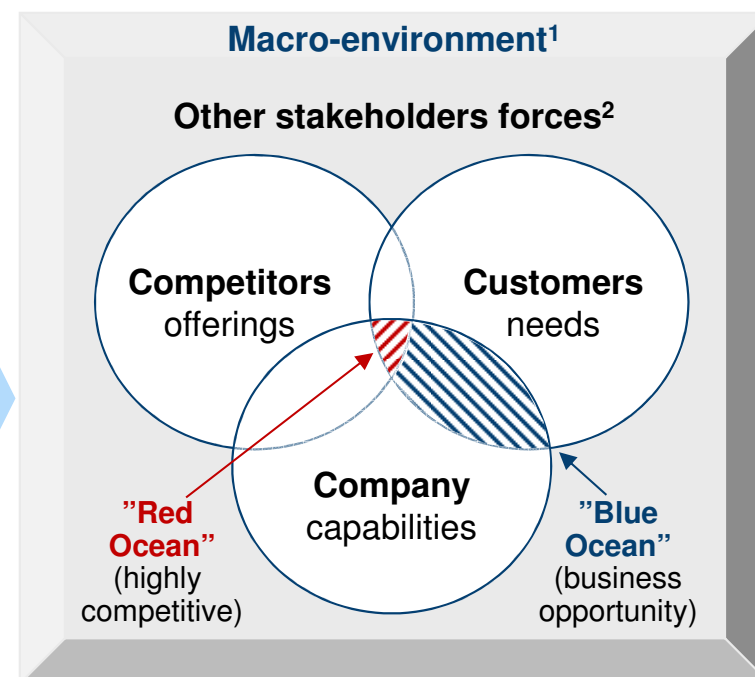 Macro-environment¹
Other stakeholders forces²
Competitors
offerings
Customers
needs
Company
capabilities
”Red
Ocean”
(highly
competitive)
”Blue
Ocean”
(business
opportunity)